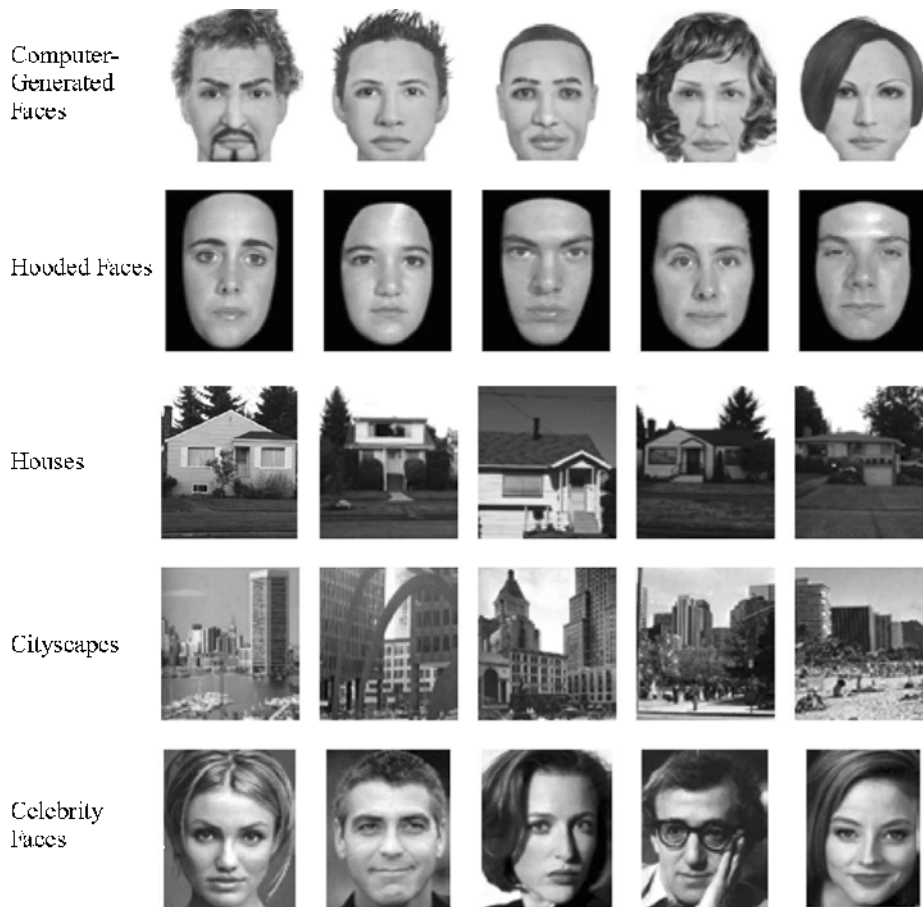 Computer-
Generated
Faces
Hooded Faces
Houses
Cityscapes
Celebrity
Faces